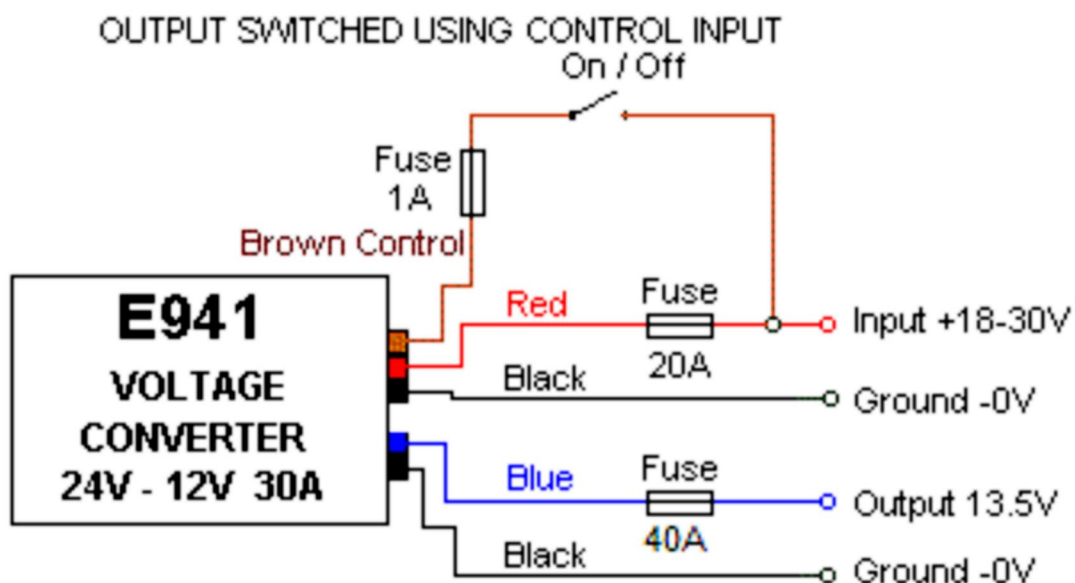 OUTPUT SWITCHED USING CONTROL INPUT
On / Off
Fuse
1A
Brown Control
E941
VOLTAGE
CONVERTER
24V - 12V 30A
Red
Fuse
20A
Input +18-30V
Black
Ground -0V
Blue
Fuse
40A
Output 13.5V
Black
Ground -0V